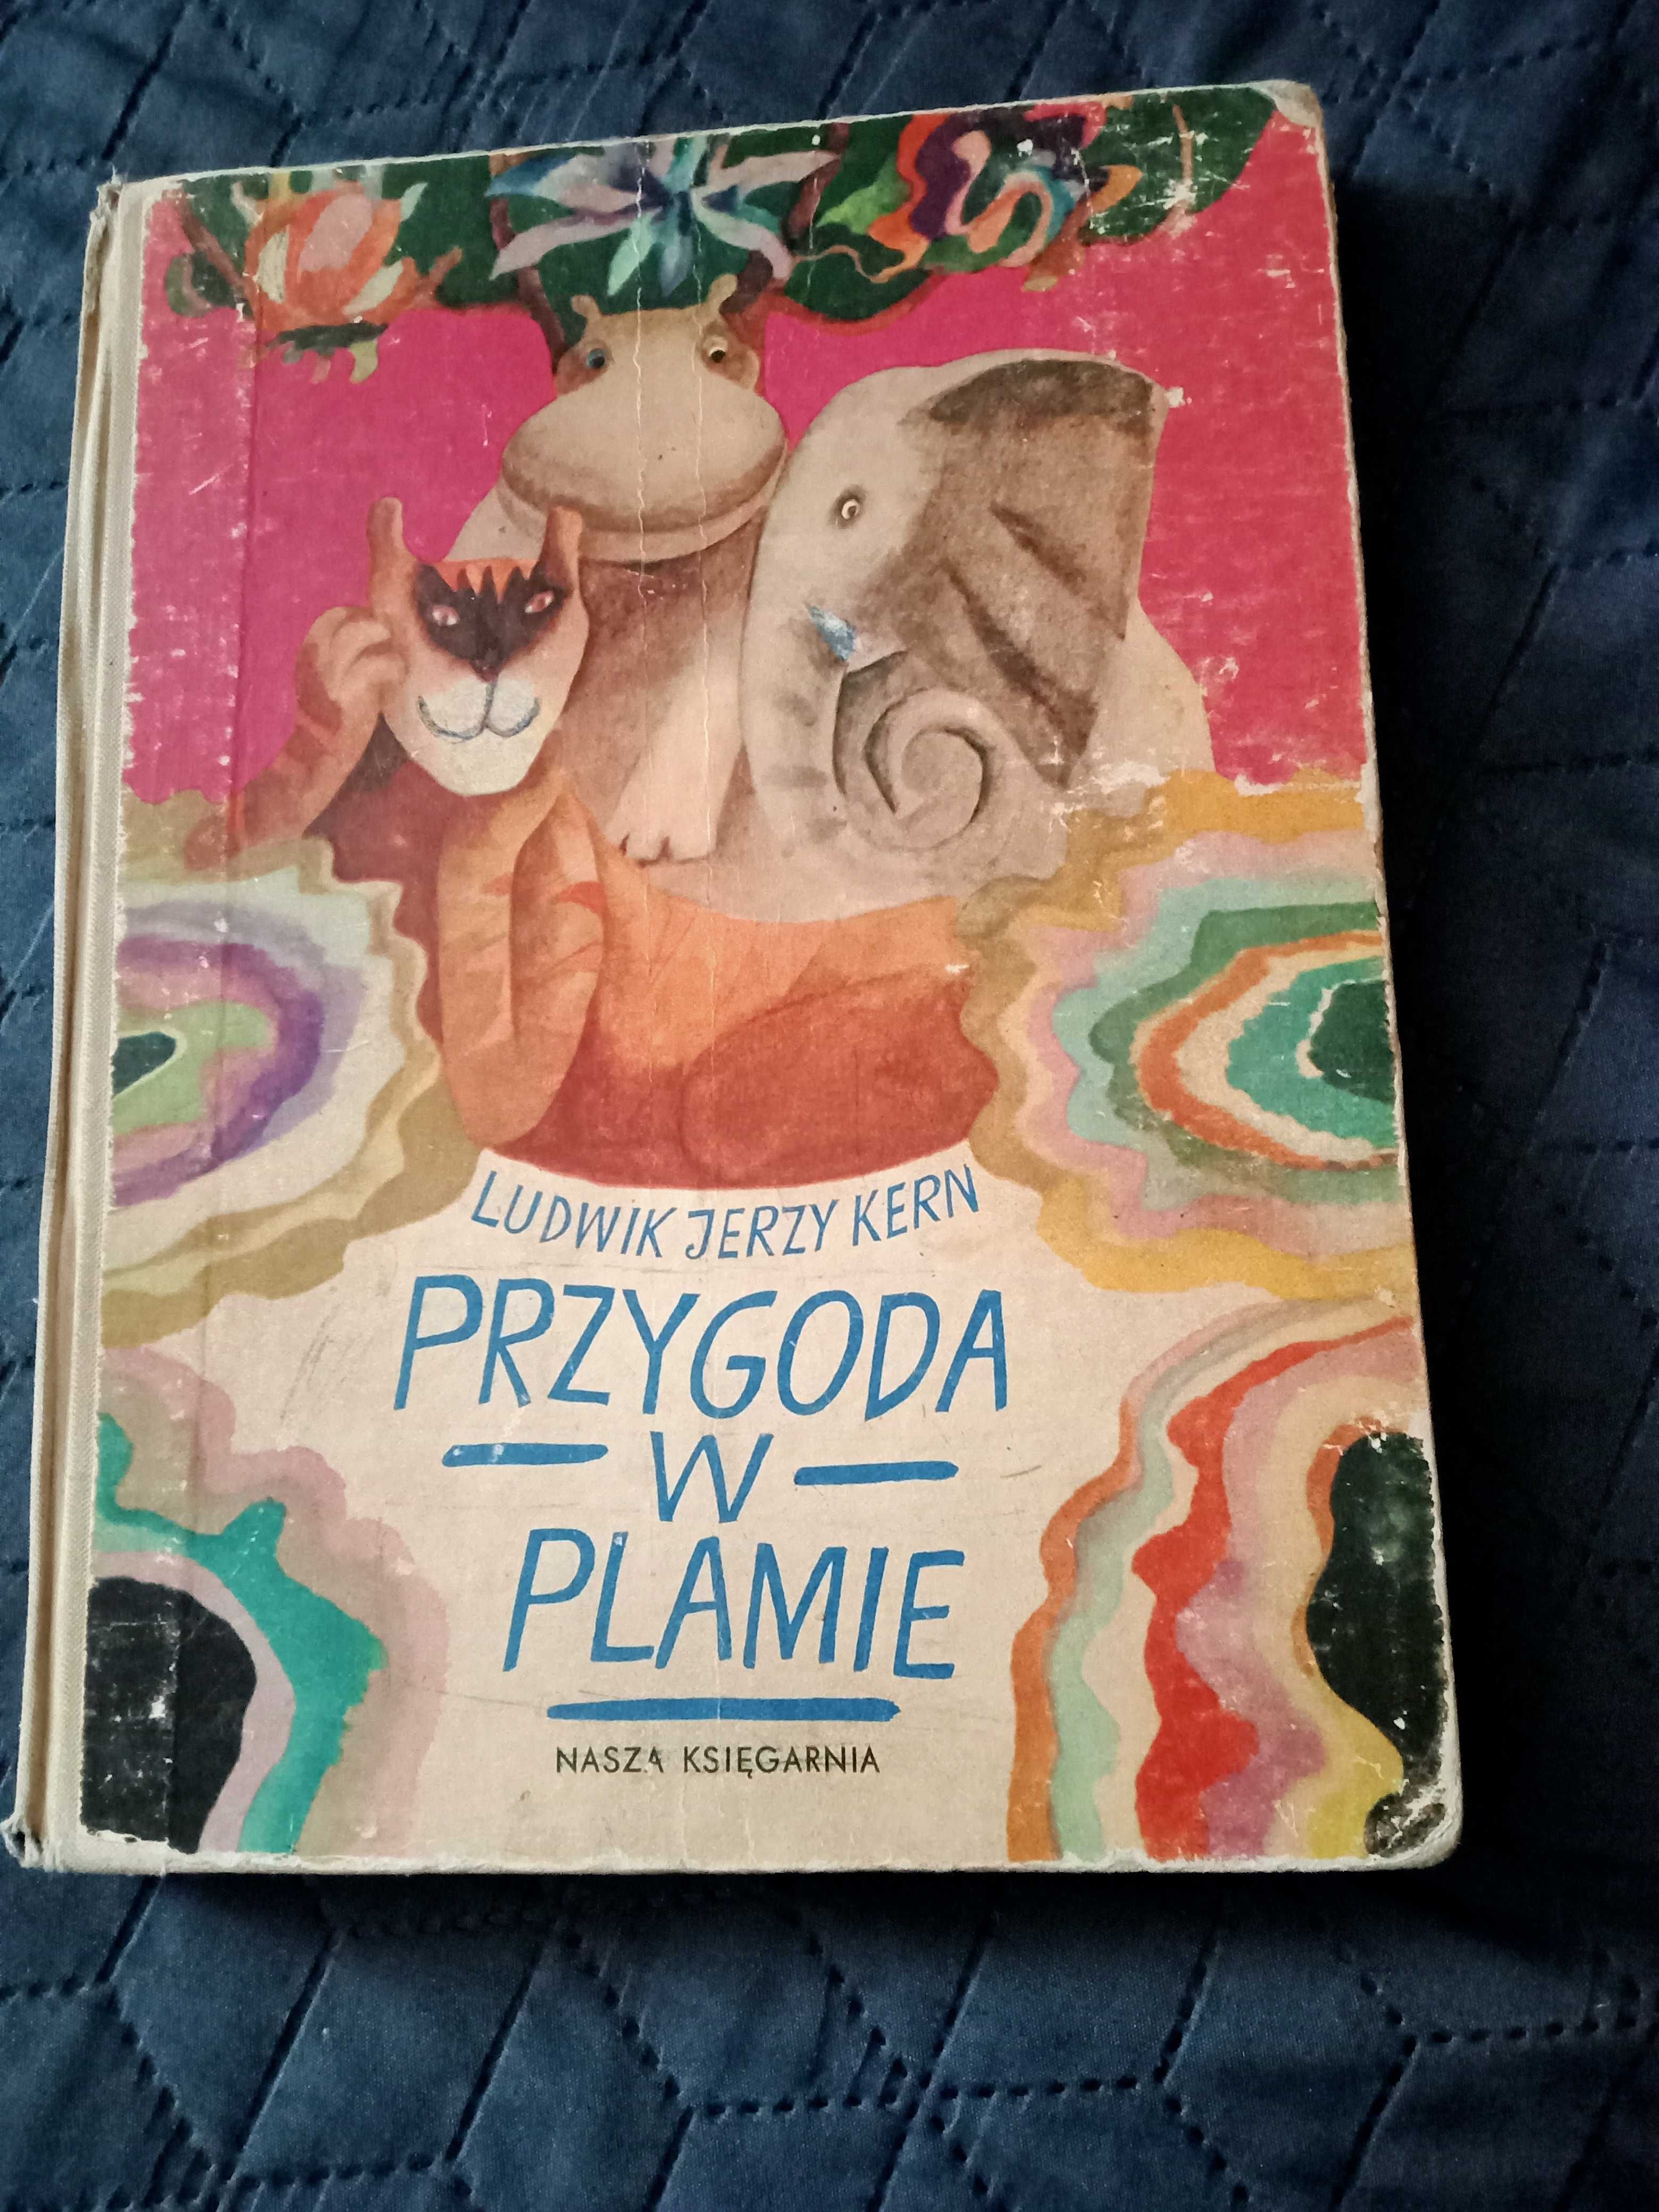 LUDWIK JERZY KERN
PRZYGODA
W
PLAMIE
NASZA KSIĘGARNIA